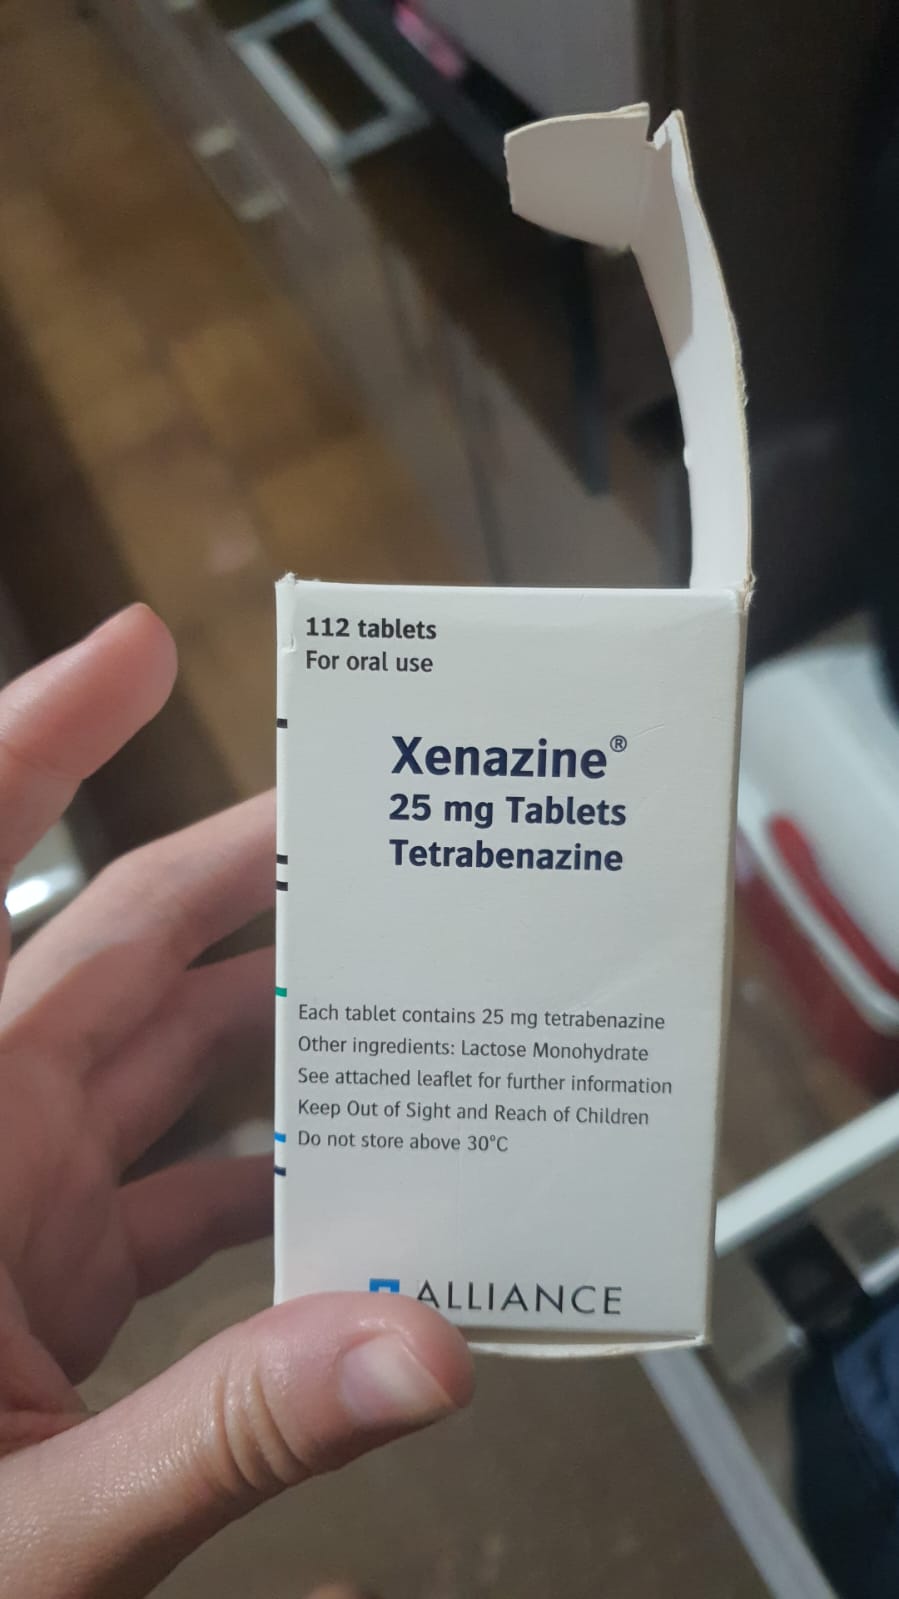 112 tablets
For oral use
Xenazine®
25 mg Tablets
Tetrabenazine
Each tablet contains 25 mg tetrabenazine
Other ingredients: Lactose Monohydrate
See attached leaflet for further information
Keep Out of Sight and Reach of Children
Do not store above 30°C
ALLIANCE